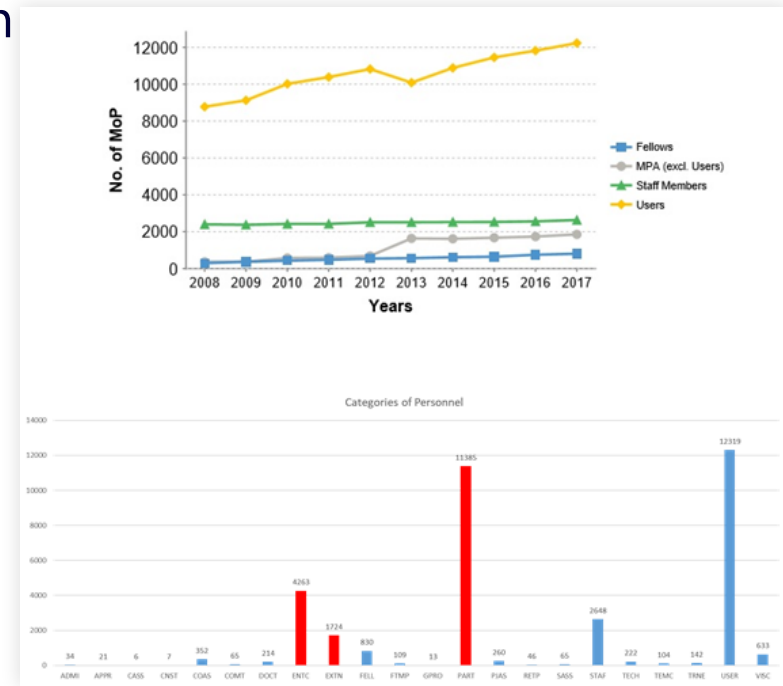 n
12000
10000
8000
6000
4000
2000
0
No. of MoP
2008 2009 2010 2011 2012 2013 2014 2015 2016 2017
Years
Fellows
MPA (excl. Users)
Staff Members
Users
Categories of Personnel
14000
12000
10000
8000
6000
4000
2000
0
34 21 6 7 352 65 214 4263 1724 830 109 13 11385 260 46 65 2648 222 104 142 12319 633
ADMI APPR CASS CNST COAS COMT DOCT ENTC EXTN FELL FTMP GPRO PART PJAS RETP SASS STAF TECH TEMC TRNE USER VISC